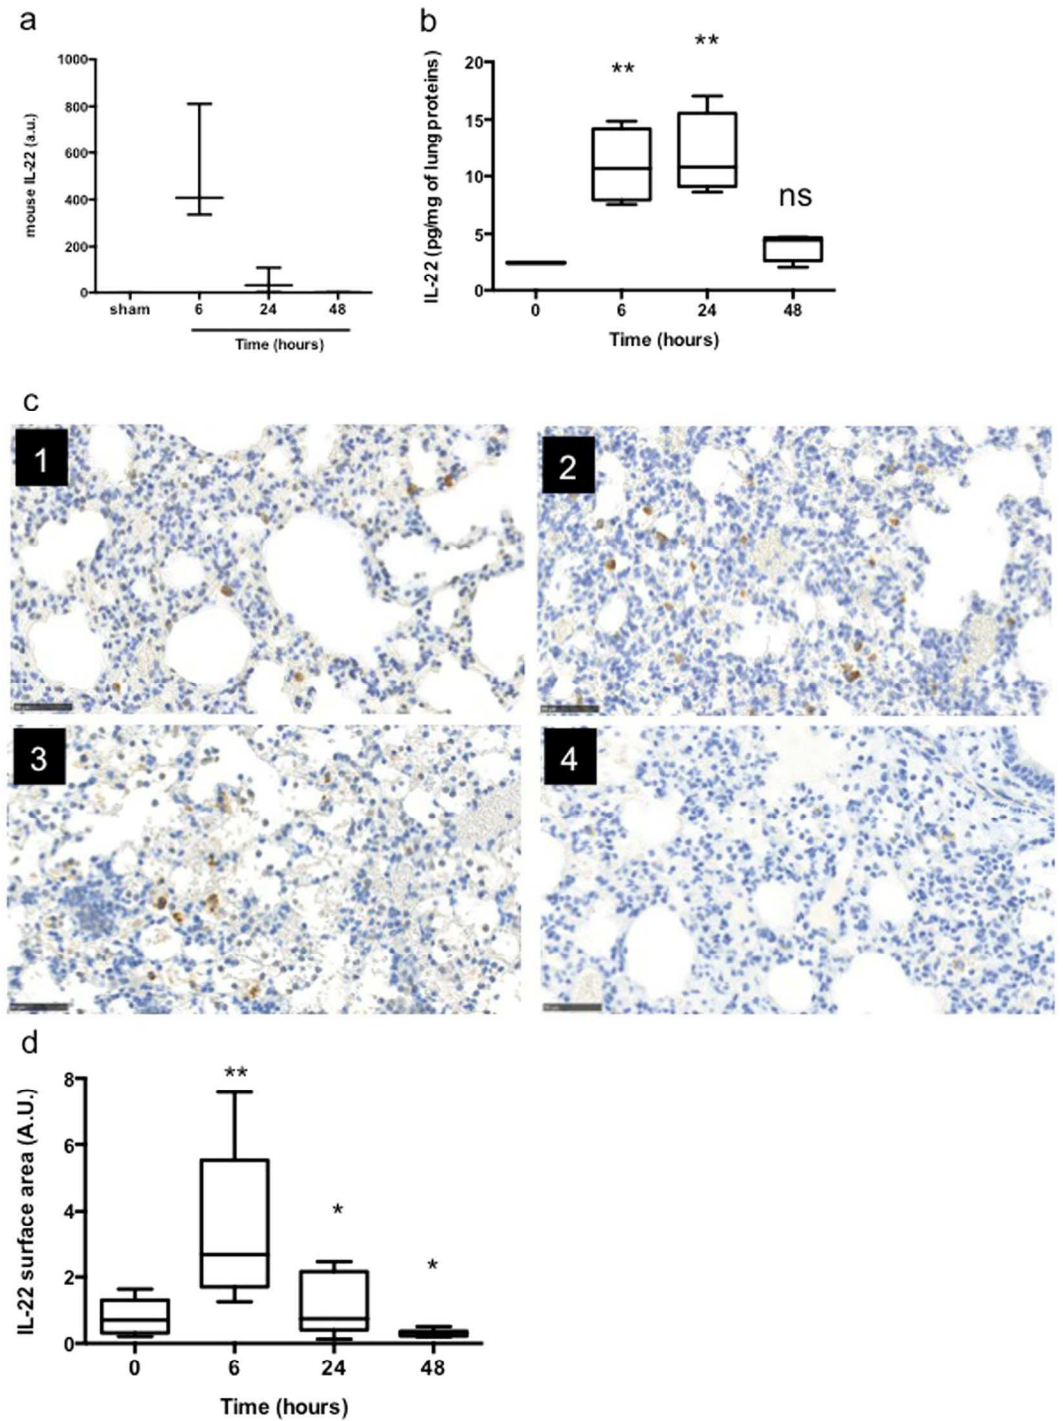 a
mouse IL-22 (a.u.)
1000
800
600
400
200
0
sham 6 24 48
Time (hours)
b
IL-22 (pg/mg of lung proteins)
20
15
10
5
0
** ** ns
0 6 24 48
Time (hours)
c
1
2
3
4
d
IL-22 surface area (A.U.)
8
6
4
2
0
** * *
0 6 24 48
Time (hours)